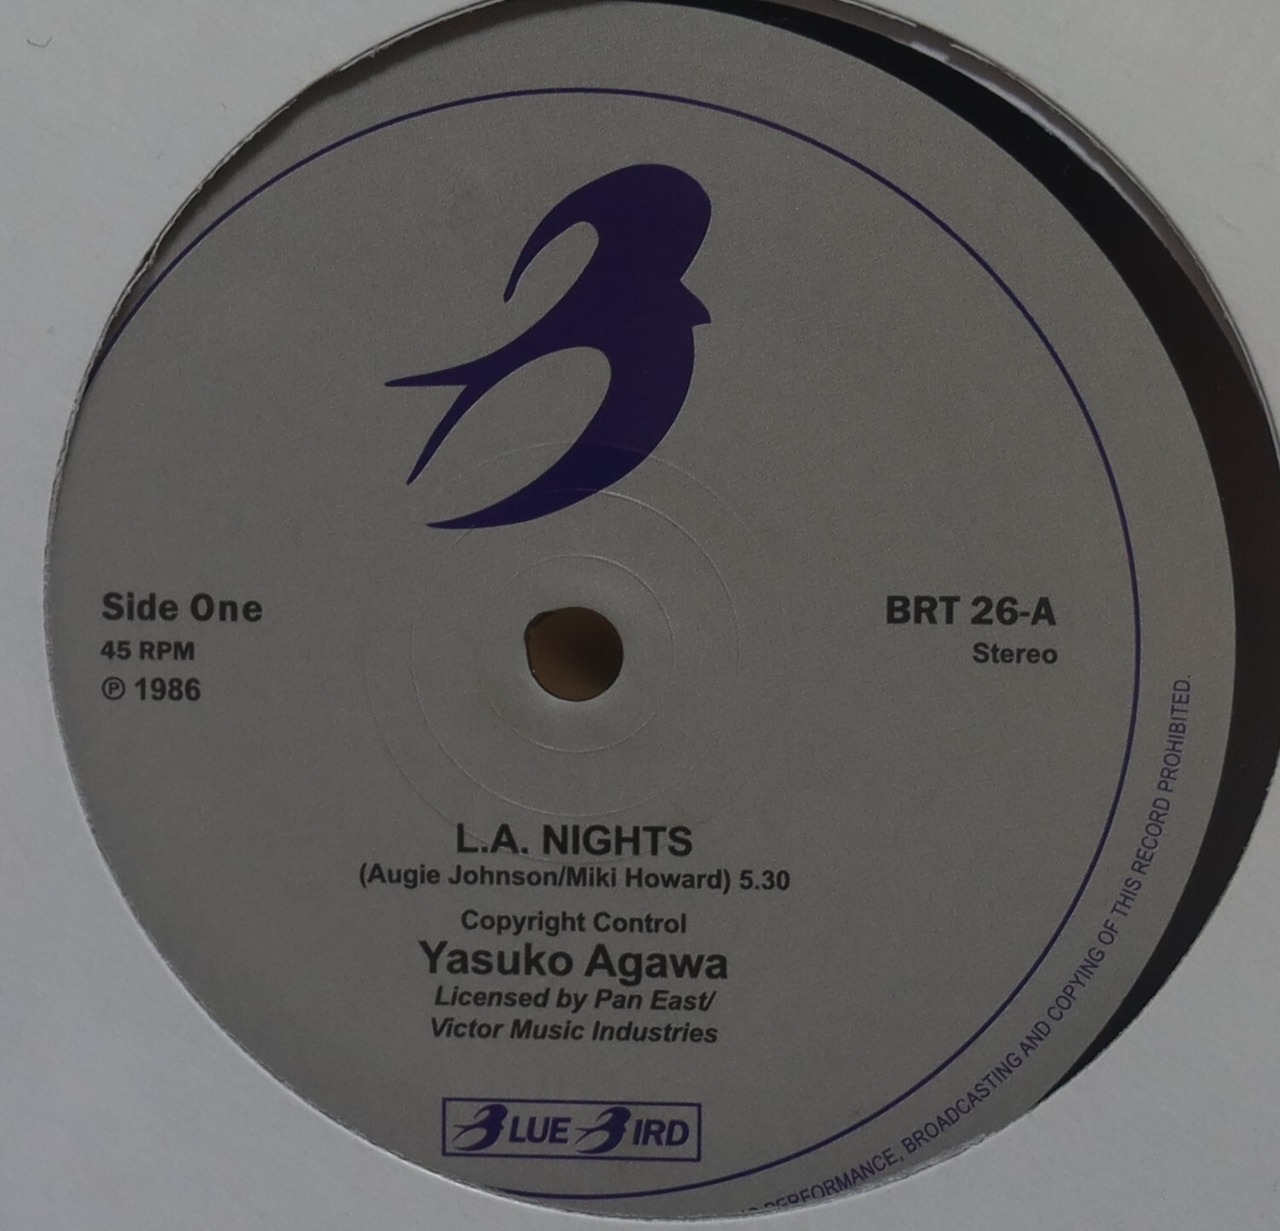 Side One
45 RPM
℗ 1986
BRT 26-A
Stereo
L.A. NIGHTS
(Augie Johnson/Miki Howard) 5.30
Copyright Control
Yasuko Agawa
Licensed by Pan East/
Victor Music Industries
BLUE BIRD
PERFORMANCE, BROADCASTING AND COPYING OF THIS RECORD PROHIBITED.